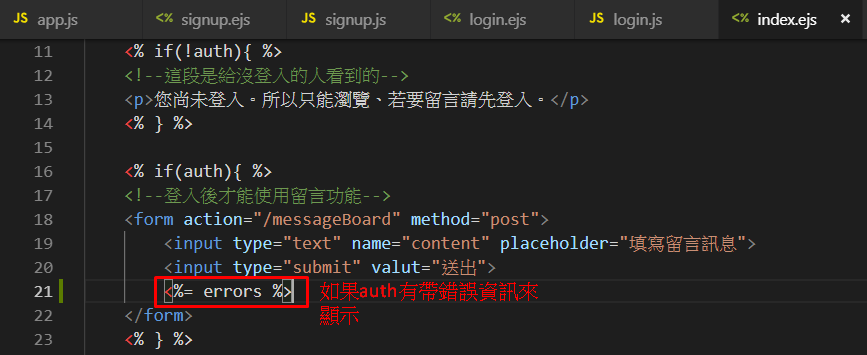 JS app.js
<> signup.ejs
JS signup.js
<> login.ejs
JS login.js
<> index.ejs ×
11 <% if(!auth){ %>
12 <!--這段是給沒登入的人看到的-->
13 <p>您尚未登入。所以只能瀏覽、若要留言請先登入。</p>
14 <% } %>
15
16 <% if(auth){ %>
17 <!--登入後才能使用留言功能-->
18 <form action="/messageBoard" method="post">
19 <input type="text" name="content" placeholder="填寫留言訊息">
20 <input type="submit" valut="送出">
21 <%= errors %> 如果auth有帶錯誤資訊來
顯示
22 </form>
23 <% } %>